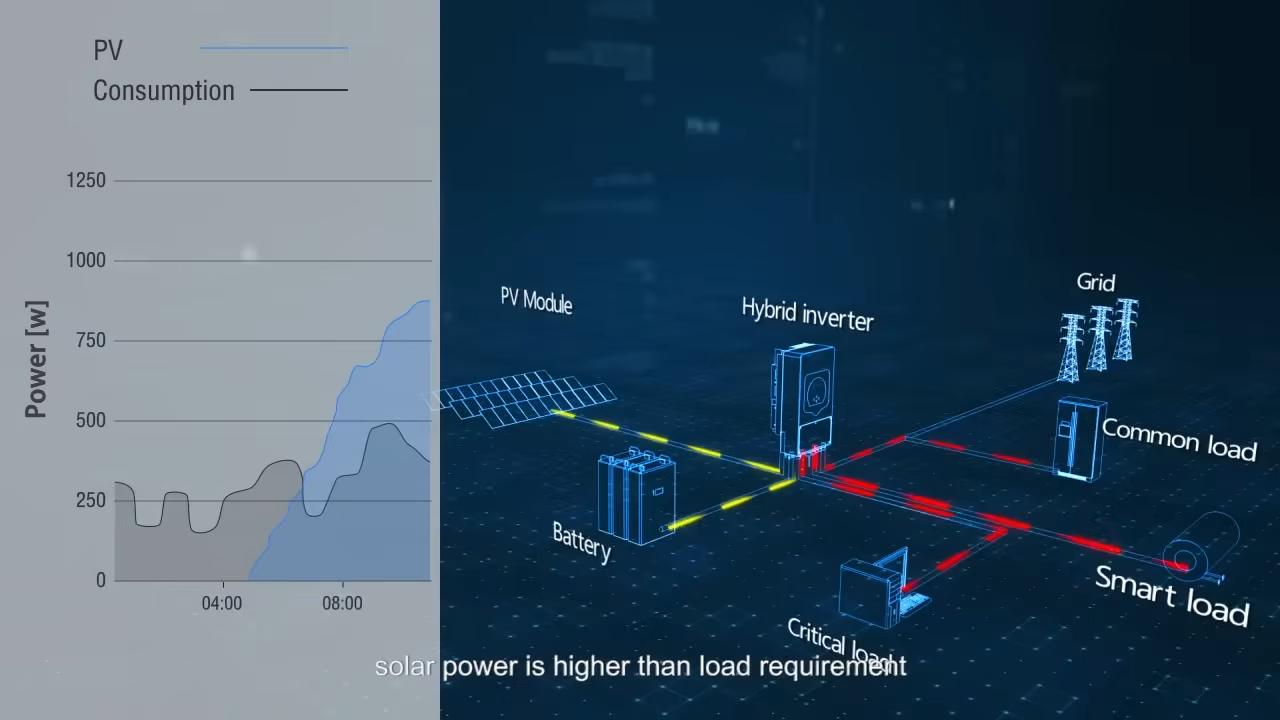 PV
Consumption
1250
1000
750
500
250
0
Power [w]
04:00
08:00
PV Module
Hybrid inverter
Grid
Common load
Battery
Smart load
Critical load
solar power is higher than load requirement